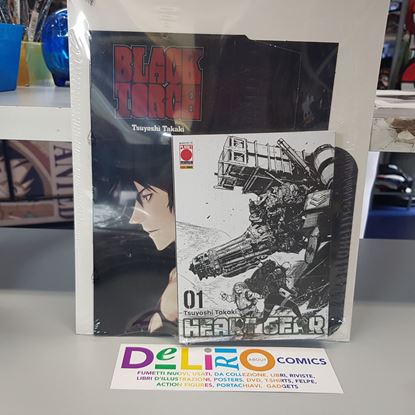 BLACK
TORCH
Tsuyoshi Takaki
01
Tsuyoshi Takaki
HEART GEAR
DeLiRIO
ABOUT
COMICS
FUMETTI NUOVI, USATI, DA COLLEZIONE, LIBRI, RIVISTE,
LIBRI D'ILLUSTRAZIONI, POSTERS, DVD, T-SHIRTS, FELPE,
ACTION FIGURES, PORTACHIAVI, GADGETS